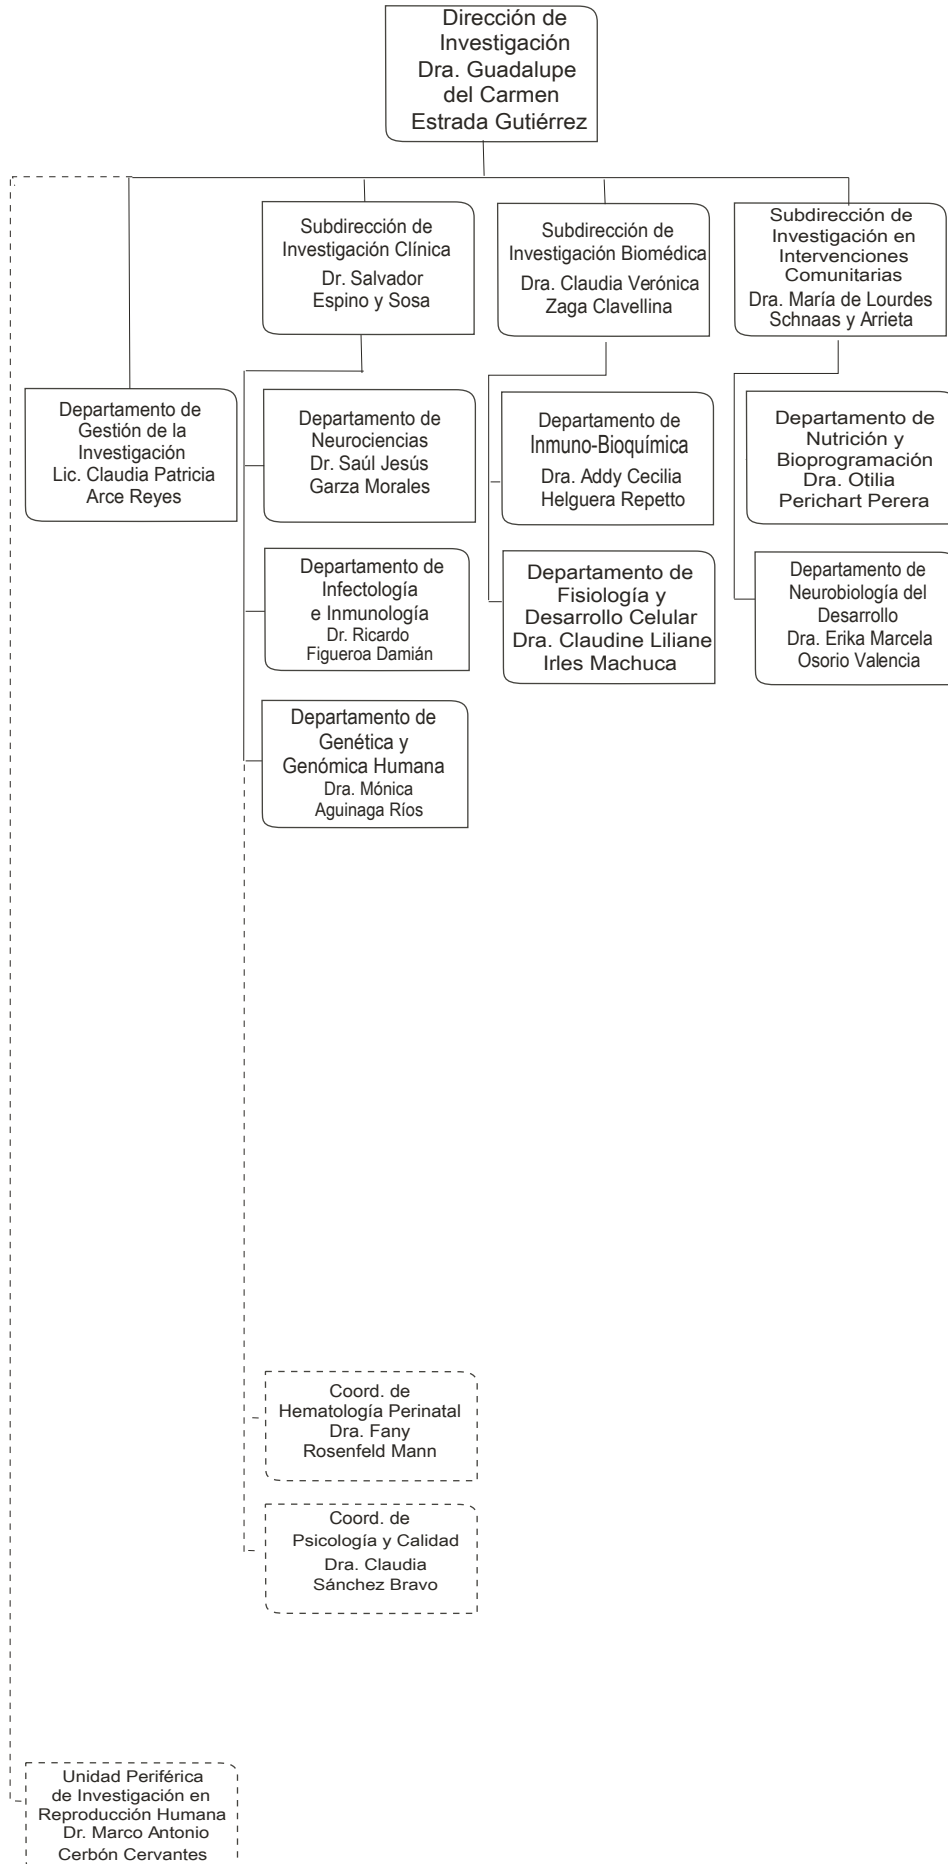 Dirección de
Investigación
Dra. Guadalupe
del Carmen
Estrada Gutiérrez
Subdirección de
Investigación Clínica
Dr. Salvador
Espino y Sosa
Subdirección de
Investigación Biomédica
Dra. Claudia Verónica
Zaga Clavellina
Subdirección de
Investigación en
Intervenciones
Comunitarias
Dra. María de Lourdes
Schnaas y Arrieta
Departamento de
Gestión de la
Investigación
Lic. Claudia Patricia
Arce Reyes
Departamento de
Neurociencias
Dr. Saúl Jesús
Garza Morales
Departamento de
Inmuno-Bioquímica
Dra. Addy Cecilia
Helguera Repetto
Departamento de
Nutrición y
Bioprogramación
Dra. Otilia
Perichart Perera
Departamento de
Infectología
e Inmunología
Dr. Ricardo
Figueroa Damián
Departamento de
Fisiología y
Desarrollo Celular
Dra. Claudine Liliane
Irles Machuca
Departamento de
Neurobiología del
Desarrollo
Dra. Erika Marcela
Osorio Valencia
Departamento de
Genética y
Genómica Humana
Dra. Mónica
Aguinaga Ríos
Coord. de
Hematología Perinatal
Dra. Fany
Rosenfeld Mann
Coord. de
Psicología y Calidad
Dra. Claudia
Sánchez Bravo
Unidad Periférica
de Investigación en
Reproducción Humana
Dr. Marco Antonio
Cerbón Cervantes